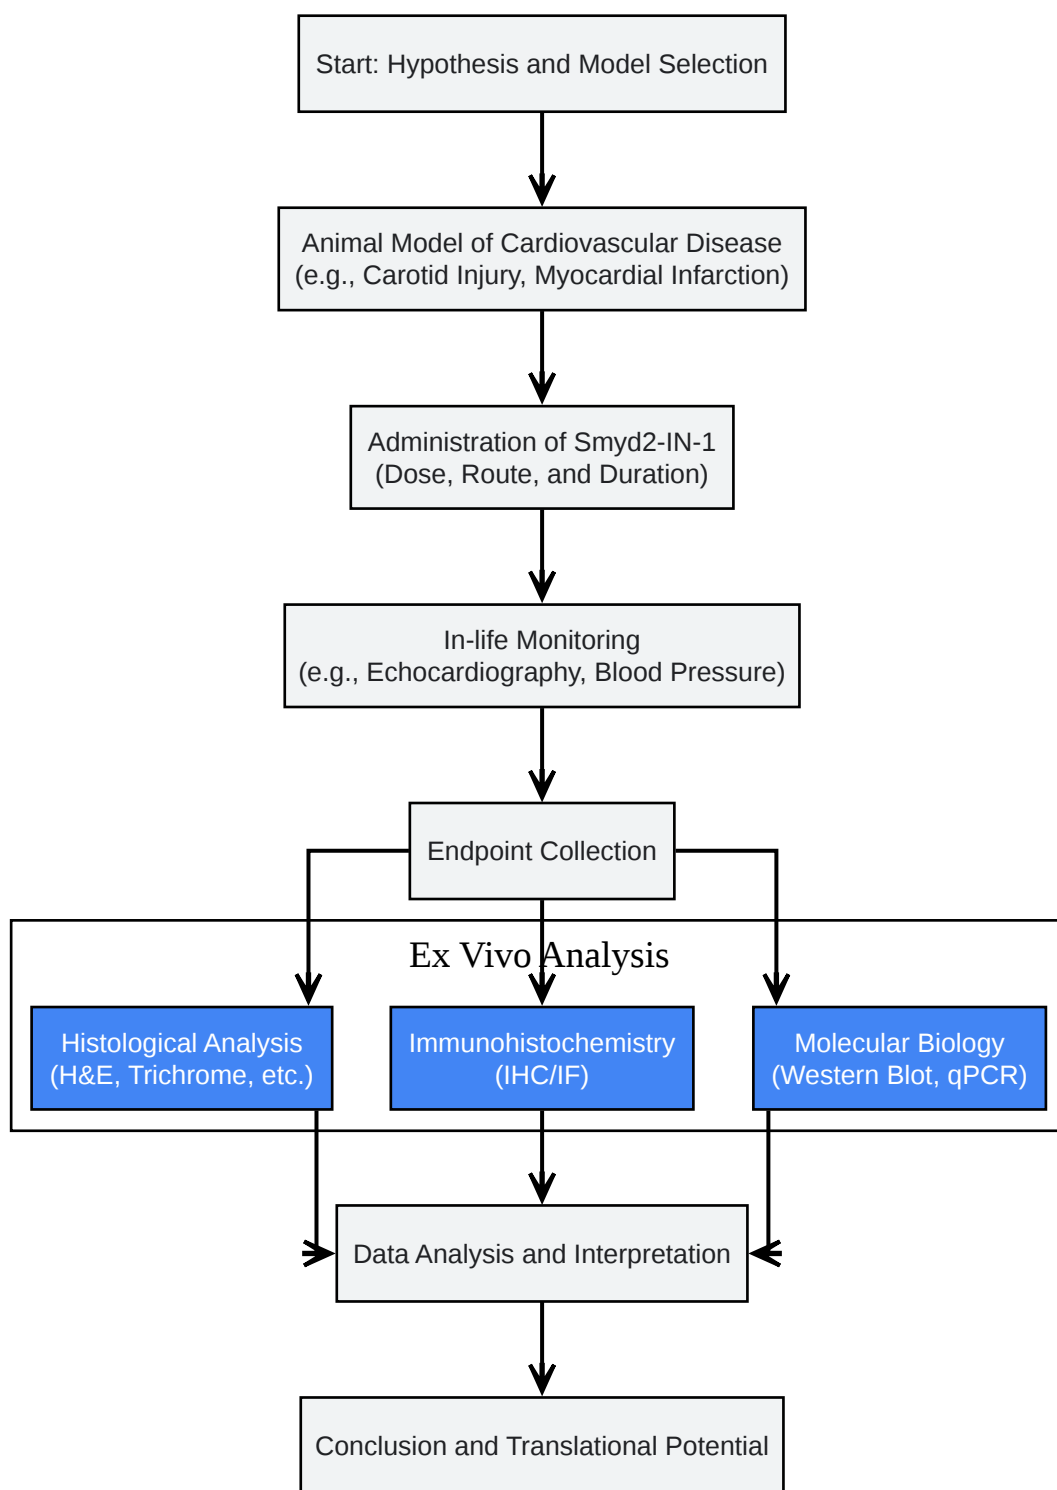 Start: Hypothesis and Model Selection
Animal Model of Cardiovascular Disease
(e.g., Carotid Injury, Myocardial Infarction)
Administration of Smyd2-IN-1
(Dose, Route, and Duration)
In-life Monitoring
(e.g., Echocardiography, Blood Pressure)
Endpoint Collection
Ex Vivo Analysis
Histological Analysis
(H&E, Trichrome, etc.)
Immunohistochemistry
(IHC/IF)
Molecular Biology
(Western Blot, qPCR)
Data Analysis and Interpretation
Conclusion and Translational Potential